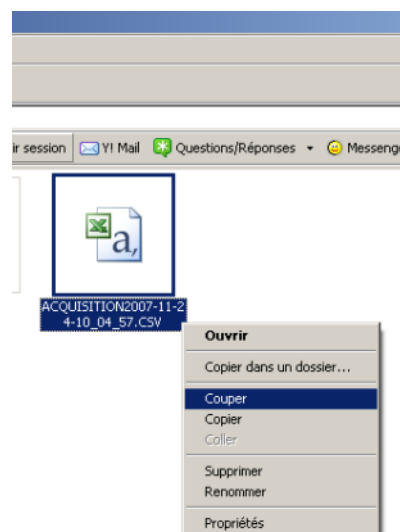 ir session Y! Mail Questions/Réponses Messeng
a,
ACQUISITION2007-11-2
4-10_04_57.CSV
Ouvrir
Copier dans un dossier...
Couper
Copier
Coller
Supprimer
Renommer
Propriétés